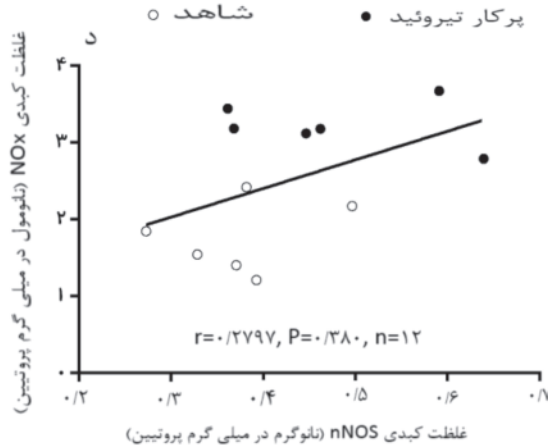 شاهد
پرکار تیروئید
د
غلظت کبدی NOx (نانومول در میلی گرم پروتیین)
۴
۳
۲
۱
۰
r=۰/۲۷۹۷, P=۰/۳۸۰, n=۱۲
۰/۲ ۰/۳ ۰/۴ ۰/۵ ۰/۶ ۰/۷
غلظت کبدی nNOS (نانوگرم در میلی گرم پروتیین)